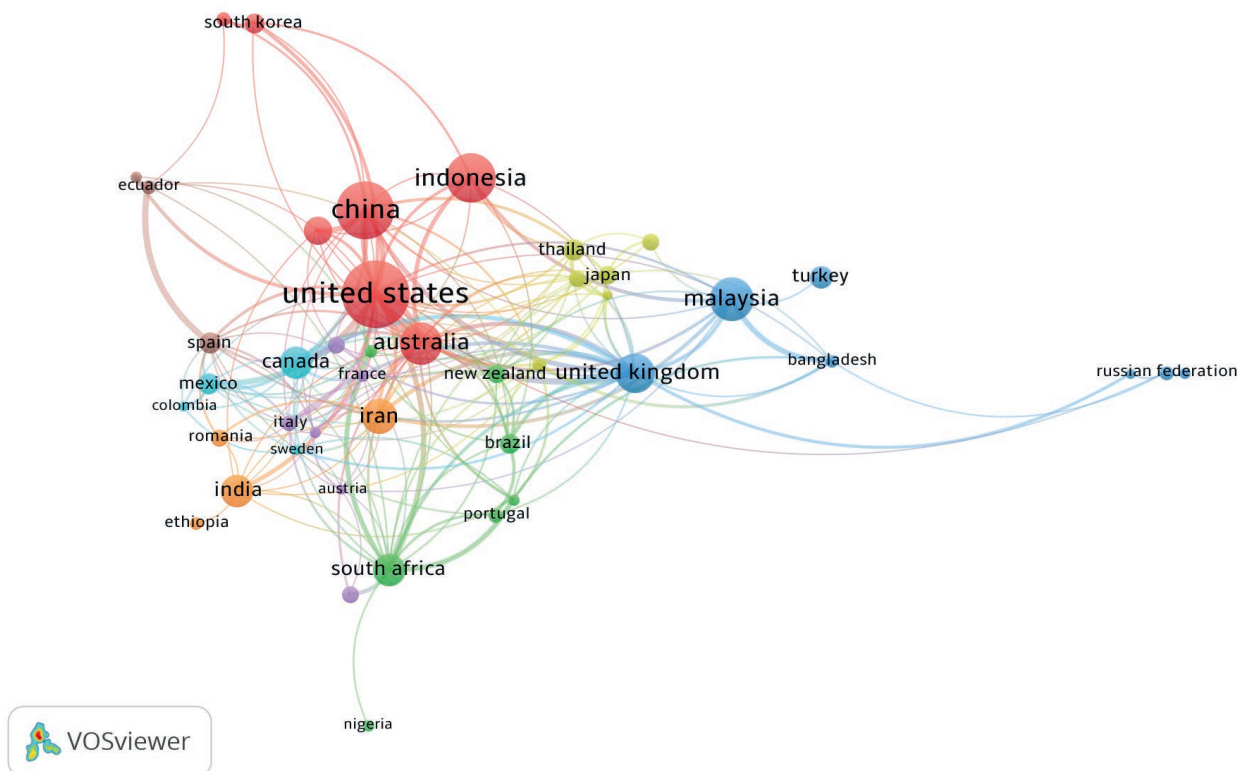 south korea
ecuador
indonesia
china
thailand
japan
turkey
malaysia
united states
australia
spain
canada
bangladesh
france
new zealand
united kingdom
russian federation
mexico
colombia
italy
iran
romania
sweden
brazil
india
austria
ethiopia
portugal
south africa
nigeria
VOSviewer